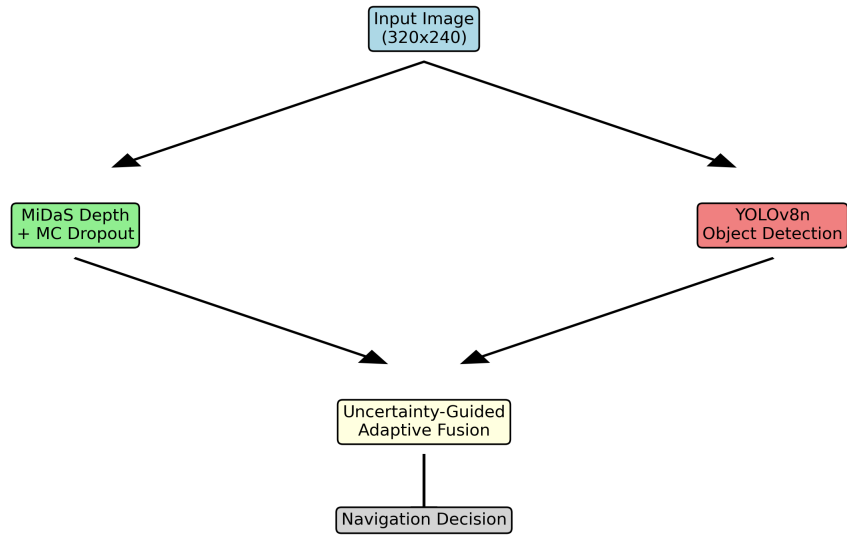 Input Image
(320x240)
MiDaS Depth
+ MC Dropout
YOLOv8n
Object Detection
Uncertainty-Guided
Adaptive Fusion
Navigation Decision